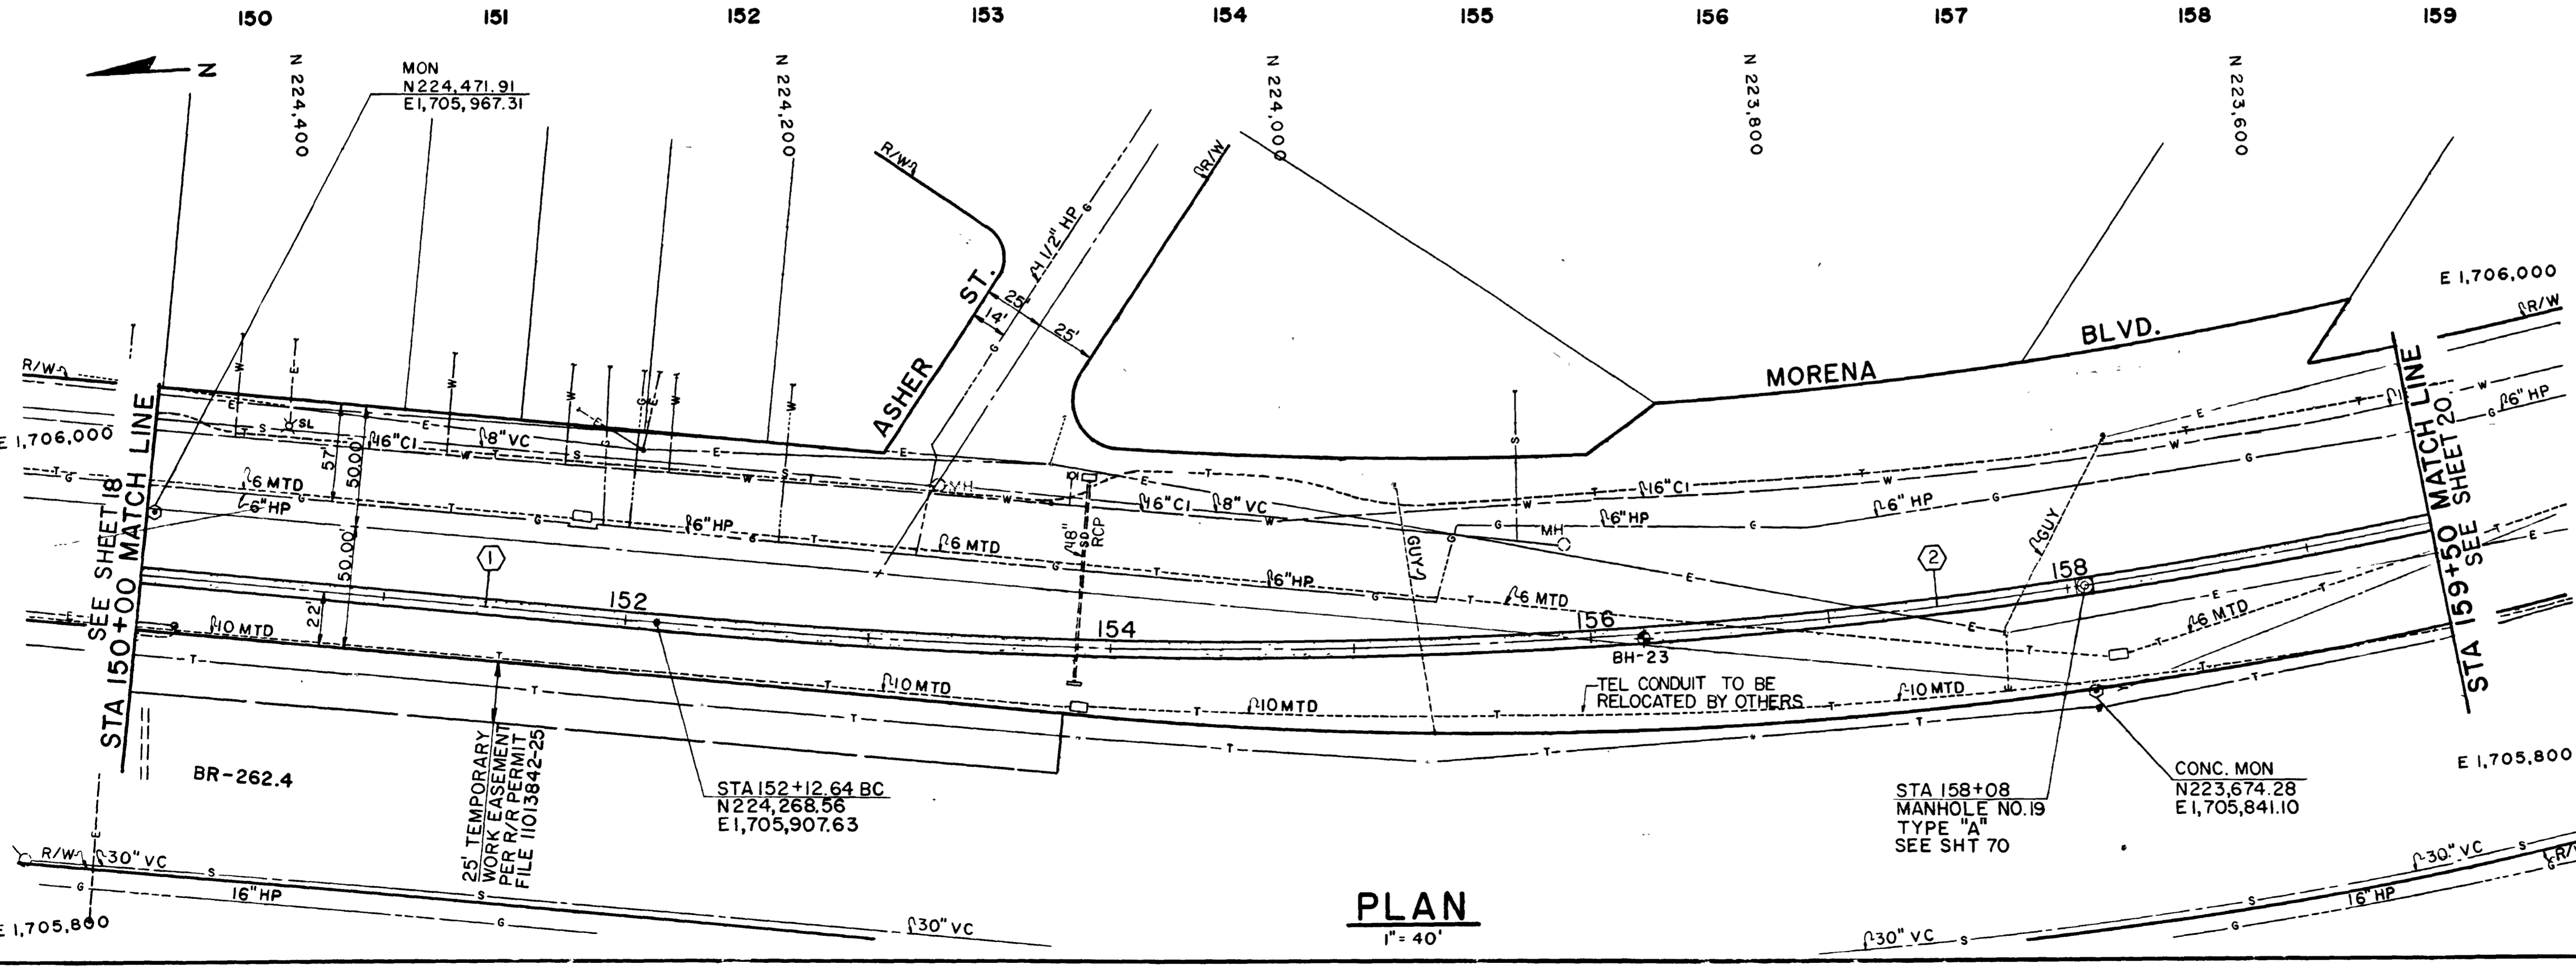 150 151 152 153 154 155 156 157 158 159
N
N 224,400
N 224,200
N 224,000
N 223,800
N 223,600
MON
N224,471.91
E1,705,967.31
R/W
R/W
4 1/2" HP
G
ASHER ST.
25'
14'
25'
MORENA BLVD.
E 1,706,000
R/W
R/W
E 1,706,000
STA 150+00 MATCH LINE
SEE SHEET 18
STA 159+50 MATCH LINE
SEE SHEET 20
W
E
SL
W
W
G
E
W
W
S
16" CI
8" VC
57'
50.00'
50.00'
22'
6 MTD
6" HP
6" HP
6 MTD
MH
48" SD RCP
16" CI
8" VC
16" CI
MH
6" HP
6" HP
6" HP
6" HP
GUY
GUY
6 MTD
6 MTD
1
2
152
154
156
158
BH-23
10 MTD
10 MTD
10 MTD
10 MTD
TEL CONDUIT TO BE
RELOCATED BY OTHERS
BR-262.4
25' TEMPORARY
WORK EASEMENT
PER R/R PERMIT
FILE 11013842-25
STA 152+12.64 BC
N224,268.56
E1,705,907.63
STA 158+08
MANHOLE NO.19
TYPE "A"
SEE SHT 70
CONC. MON
N223,674.28
E1,705,841.10
E 1,705,800
E 1,705,800
R/W
30" VC
S
16" HP
G
30" VC
30" VC
S
30" VC
S
16" HP
G
PLAN
1"= 40'